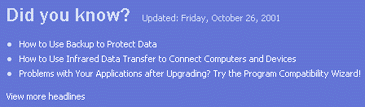 Did you know? Updated: Friday, October 26, 2001
• How to Use Backup to Protect Data
• How to Use Infrared Data Transfer to Connect Computers and Devices
• Problems with Your Applications after Upgrading? Try the Program Compatibility Wizard!
View more headlines